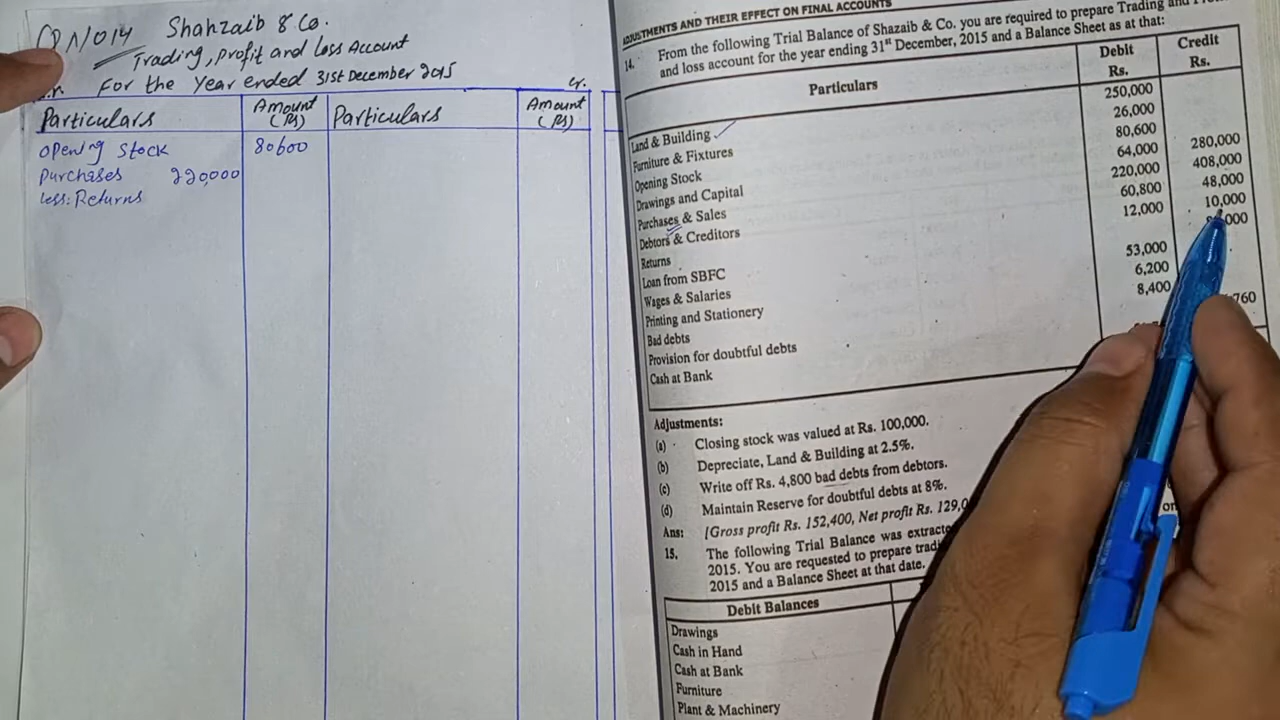 QN/014 Shahzaib & Co.
Trading, Profit and Loss Account
For the Year ended 31st December 2015
Cr.
Particulars Amount (Rs) Particulars Amount (Rs)
Opening Stock 80600
Purchases 220,000
Less: Returns
ADJUSTMENTS AND THEIR EFFECT ON FINAL ACCOUNTS
14. From the following Trial Balance of Shazaib & Co. you are required to prepare Trading and
and loss account for the year ending 31st December, 2015 and a Balance Sheet as at that:
Particulars Debit Rs. Credit Rs.
Land & Building 250,000
Furniture & Fixtures 26,000
Opening Stock 80,600
Drawings and Capital 64,000 280,000
Purchases & Sales 220,000 408,000
Debtors & Creditors 60,800 48,000
Returns 12,000 10,000
Loan from SBFC
Wages & Salaries 53,000
Printing and Stationery 6,200
Bad debts 8,400
Provision for doubtful debts 760
Cash at Bank
Adjustments:
(a) Closing stock was valued at Rs. 100,000.
(b) Depreciate, Land & Building at 2.5%.
(c) Write off Rs. 4,800 bad debts from debtors.
(d) Maintain Reserve for doubtful debts at 8%.
Ans: [Gross profit Rs. 152,400, Net profit Rs. 129,0
15. The following Trial Balance was extracte
2015. You are requested to prepare tradi
2015 and a Balance Sheet at that date.
Debit Balances
Drawings
Cash in Hand
Cash at Bank
Furniture
Plant & Machinery